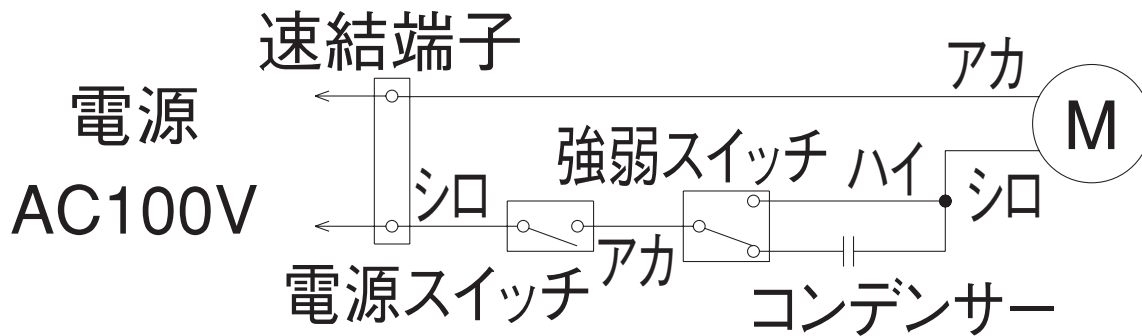 速結端子
アカ
電源
AC100V
M
強弱スイッチ
ハイ
シロ
シロ
アカ
電源スイッチ
コンデンサー